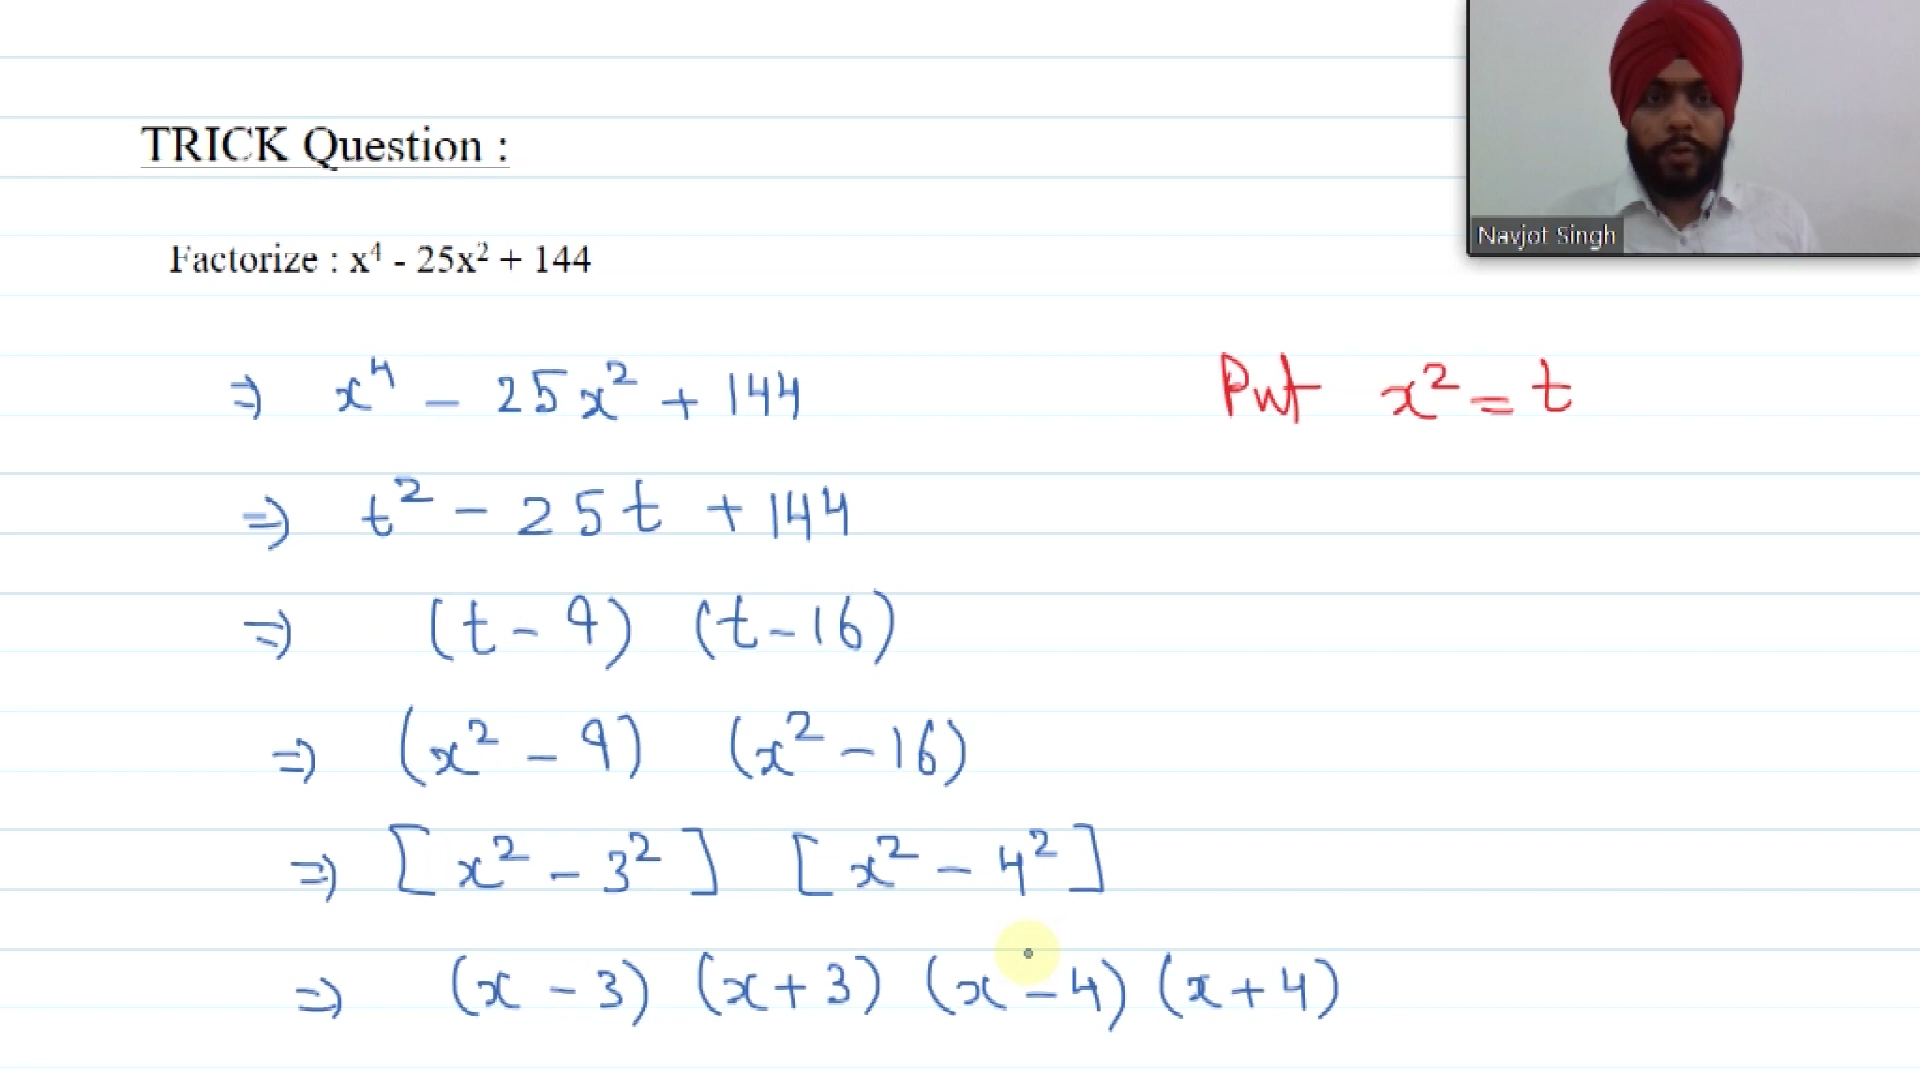 TRICK Question :
Navjot Singh
Factorize : x⁴ - 25x² + 144
⇒ x⁴ - 25x² + 144
Put x² = t
⇒ t² - 25t + 144
⇒ (t - 9) (t - 16)
⇒ (x² - 9) (x² - 16)
⇒ [x² - 3²] [x² - 4²]
⇒ (x - 3) (x + 3) (x - 4) (x + 4)